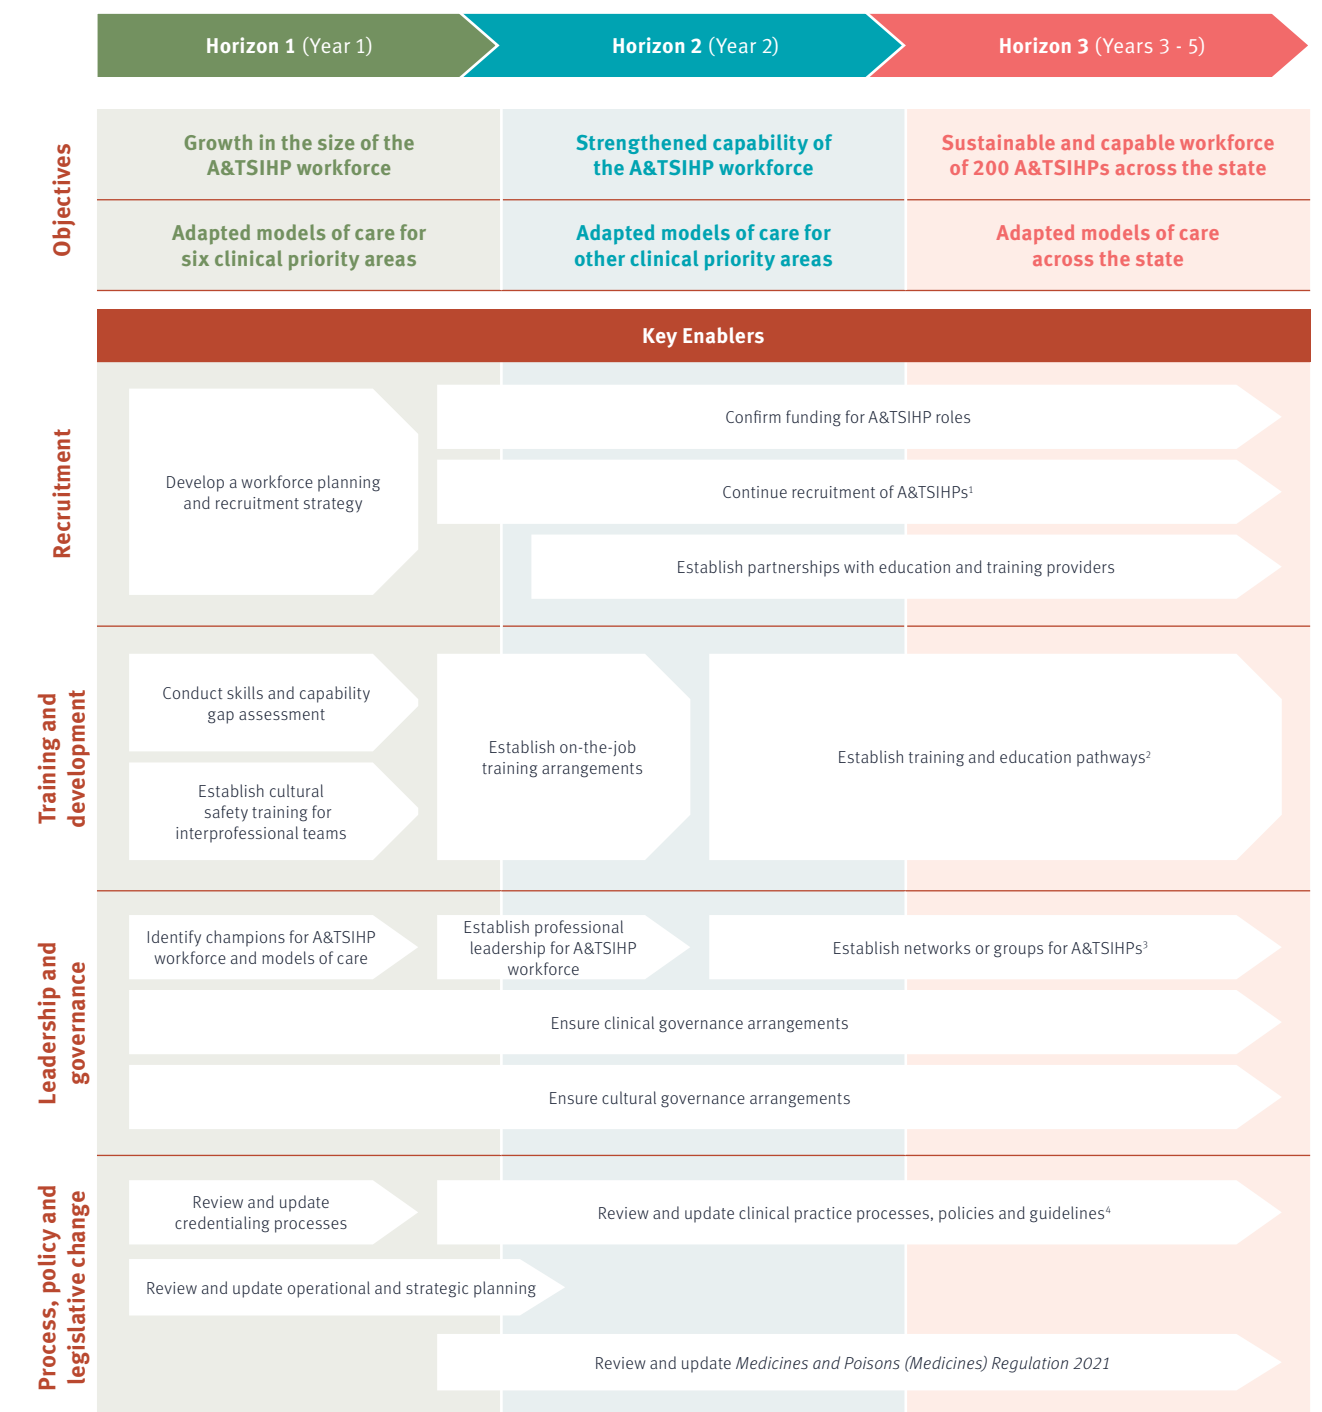 Horizon 1 (Year 1)
Horizon 2 (Year 2)
Horizon 3 (Years 3 - 5)
Objectives
Growth in the size of the
A&TSIHP workforce
Strengthened capability of
the A&TSIHP workforce
Sustainable and capable workforce
of 200 A&TSIHPs across the state
Adapted models of care for
six clinical priority areas
Adapted models of care for
other clinical priority areas
Adapted models of care
across the state
Key Enablers
Recruitment
Develop a workforce planning
and recruitment strategy
Confirm funding for A&TSIHP roles
Continue recruitment of A&TSIHPs¹
Establish partnerships with education and training providers
Training and
development
Conduct skills and capability
gap assessment
Establish cultural
safety training for
interprofessional teams
Establish on-the-job
training arrangements
Establish training and education pathways²
Leadership and
governance
Identify champions for A&TSIHP
workforce and models of care
Establish professional
leadership for A&TSIHP
workforce
Establish networks or groups for A&TSIHPs³
Ensure clinical governance arrangements
Ensure cultural governance arrangements
Process, policy and
legislative change
Review and update
credentialing processes
Review and update clinical practice processes, policies and guidelines⁴
Review and update operational and strategic planning
Review and update Medicines and Poisons (Medicines) Regulation 2021